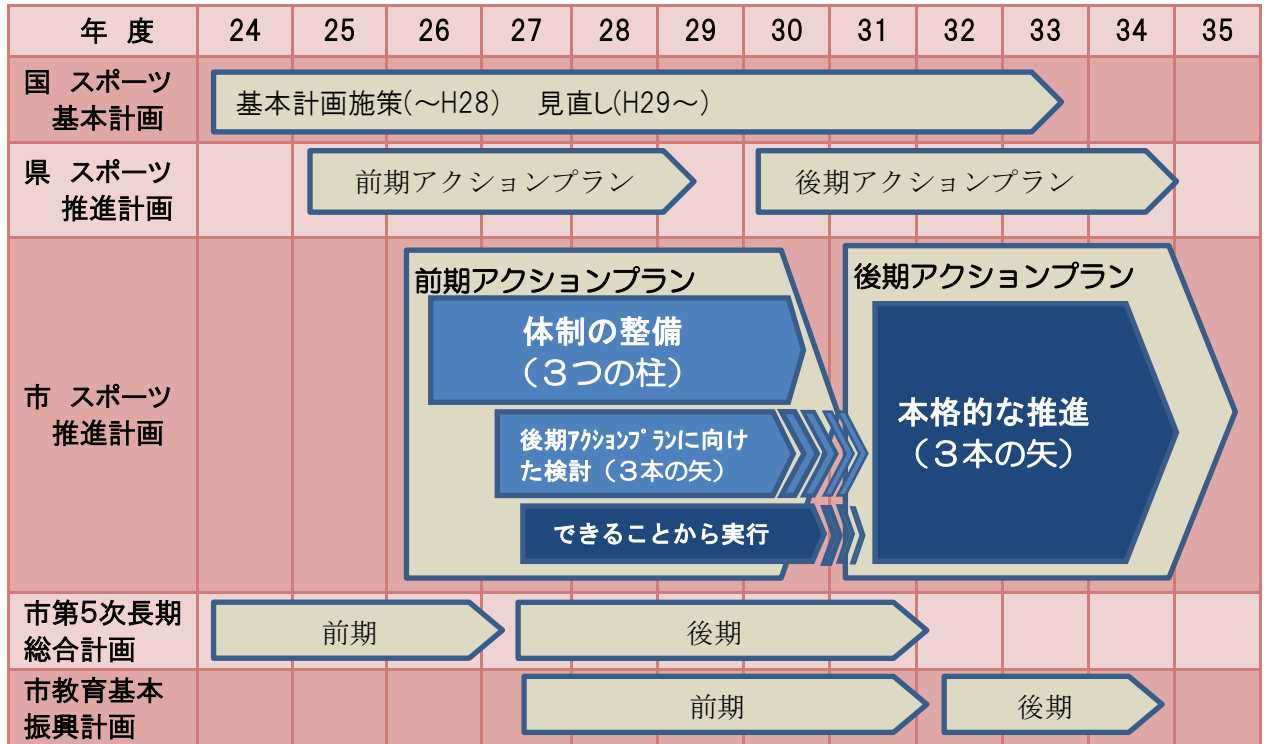 年 度 24 25 26 27 28 29 30 31 32 33 34 35
国 スポーツ
基本計画
基本計画施策(～H28) 見直し(H29～)
県 スポーツ
推進計画
前期アクションプラン
後期アクションプラン
市 スポーツ
推進計画
前期アクションプラン
体制の整備
（３つの柱）
後期ｱｸｼｮﾝﾌﾟﾗﾝに向け
た検討（３本の矢）
できることから実行
後期アクションプラン
本格的な推進
（３本の矢）
市第5次長期
総合計画
前期
後期
市教育基本
振興計画
前期
後期